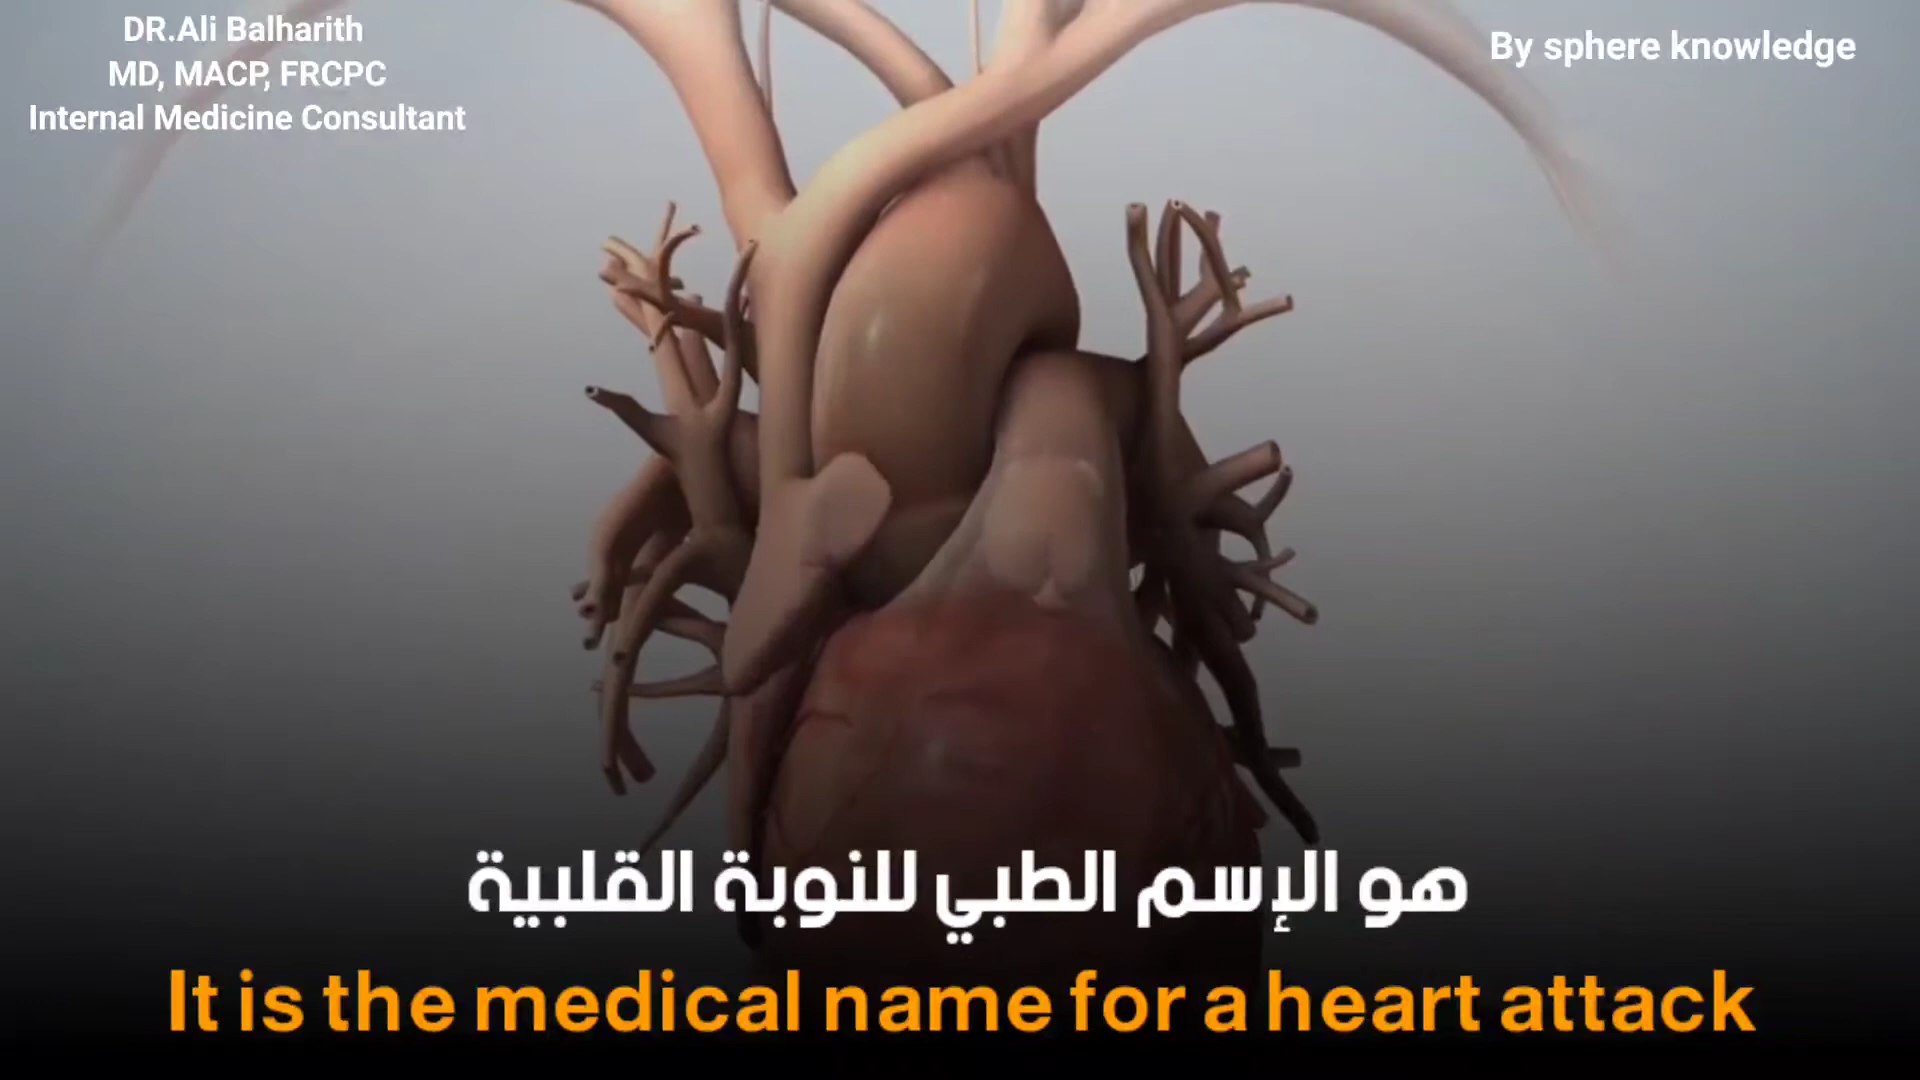 DR.Ali Balharith
MD, MACP, FRCPC
Internal Medicine Consultant
By sphere knowledge
هو الإسم الطبي للنوبة القلبية
It is the medical name for a heart attack